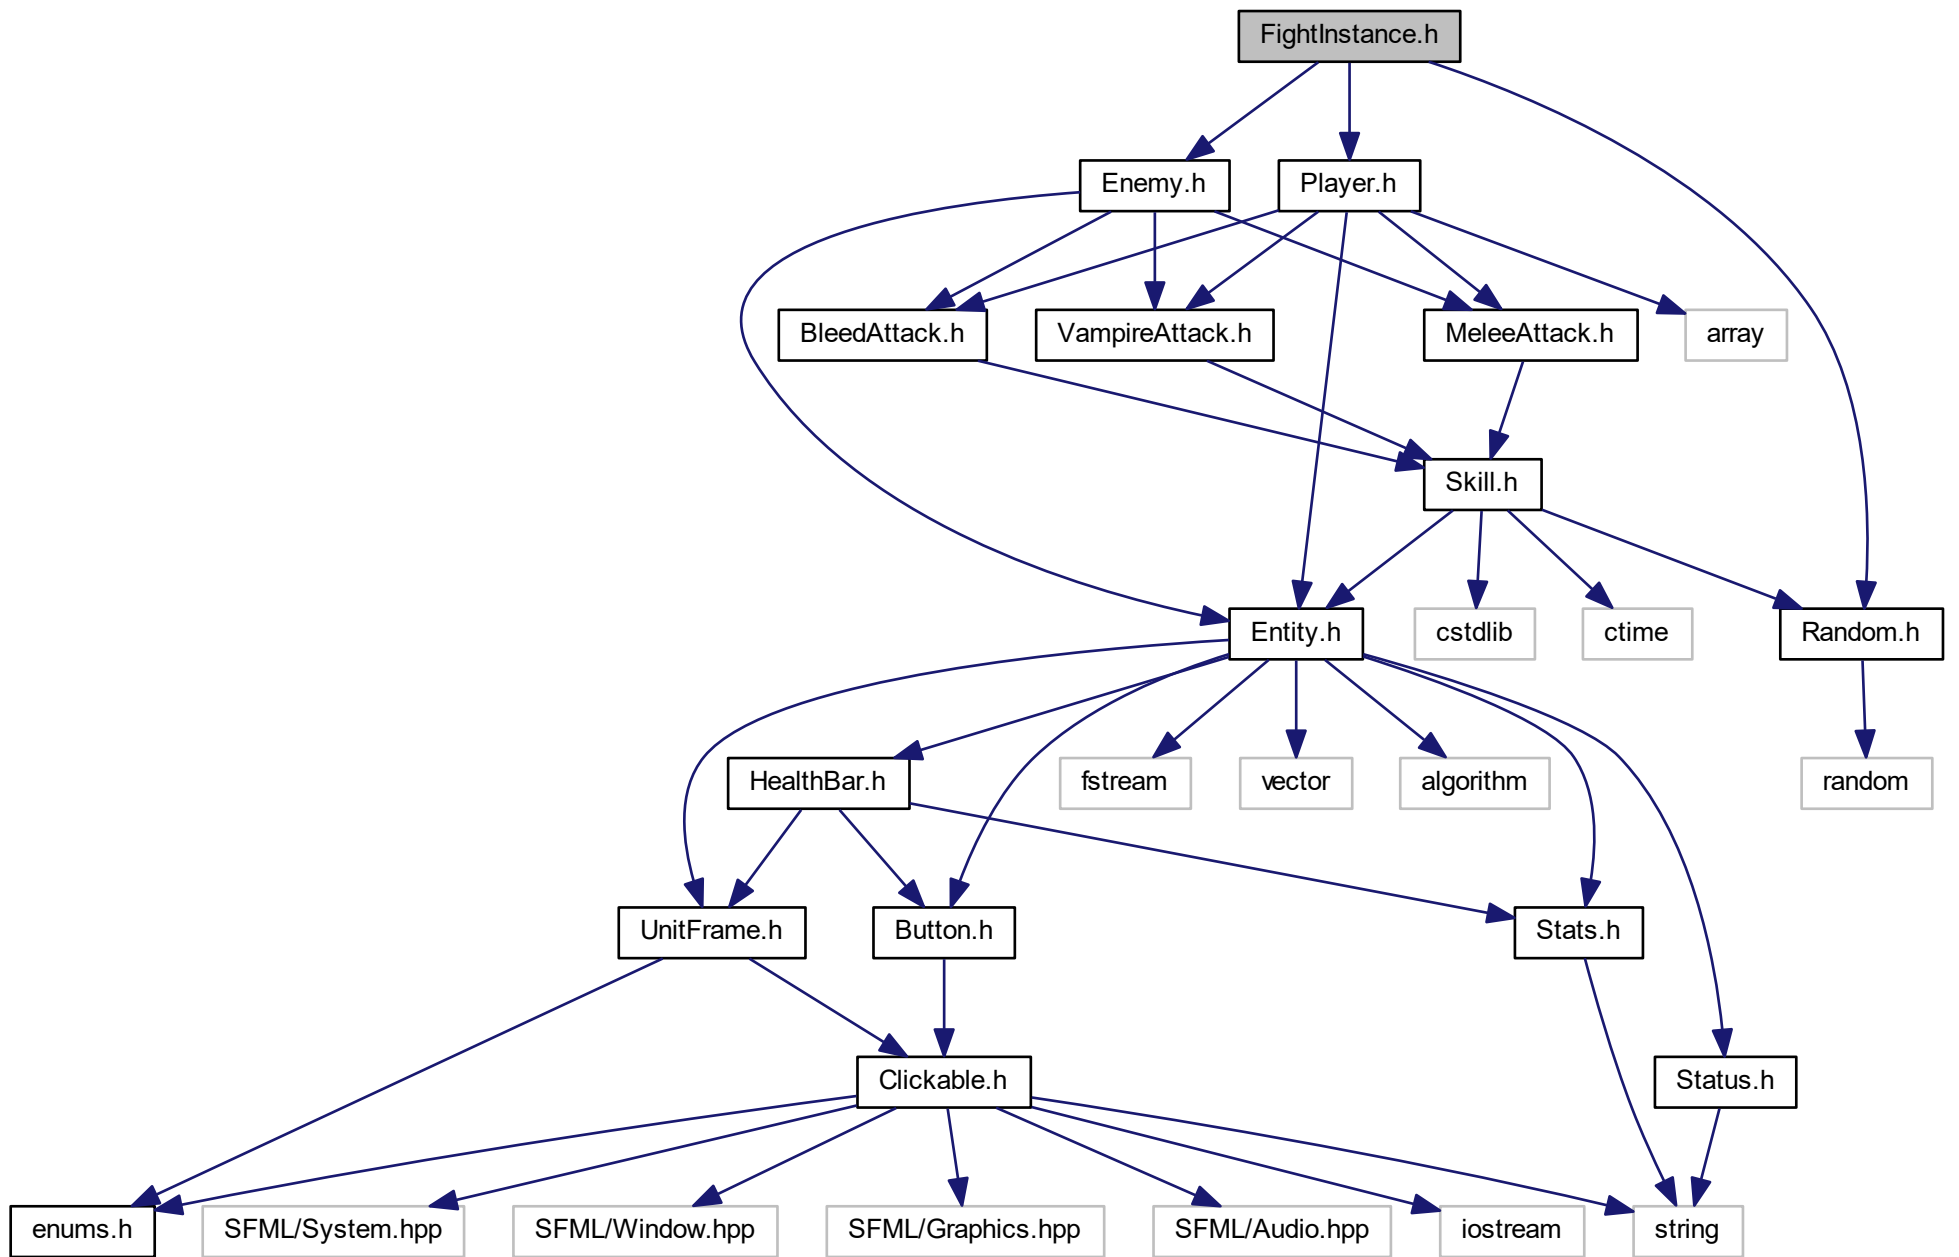 FightInstance.h
Enemy.h
Player.h
BleedAttack.h
VampireAttack.h
MeleeAttack.h
array
Skill.h
Entity.h
cstdlib
ctime
Random.h
HealthBar.h
fstream
vector
algorithm
random
UnitFrame.h
Button.h
Stats.h
Clickable.h
Status.h
enums.h
SFML/System.hpp
SFML/Window.hpp
SFML/Graphics.hpp
SFML/Audio.hpp
iostream
string